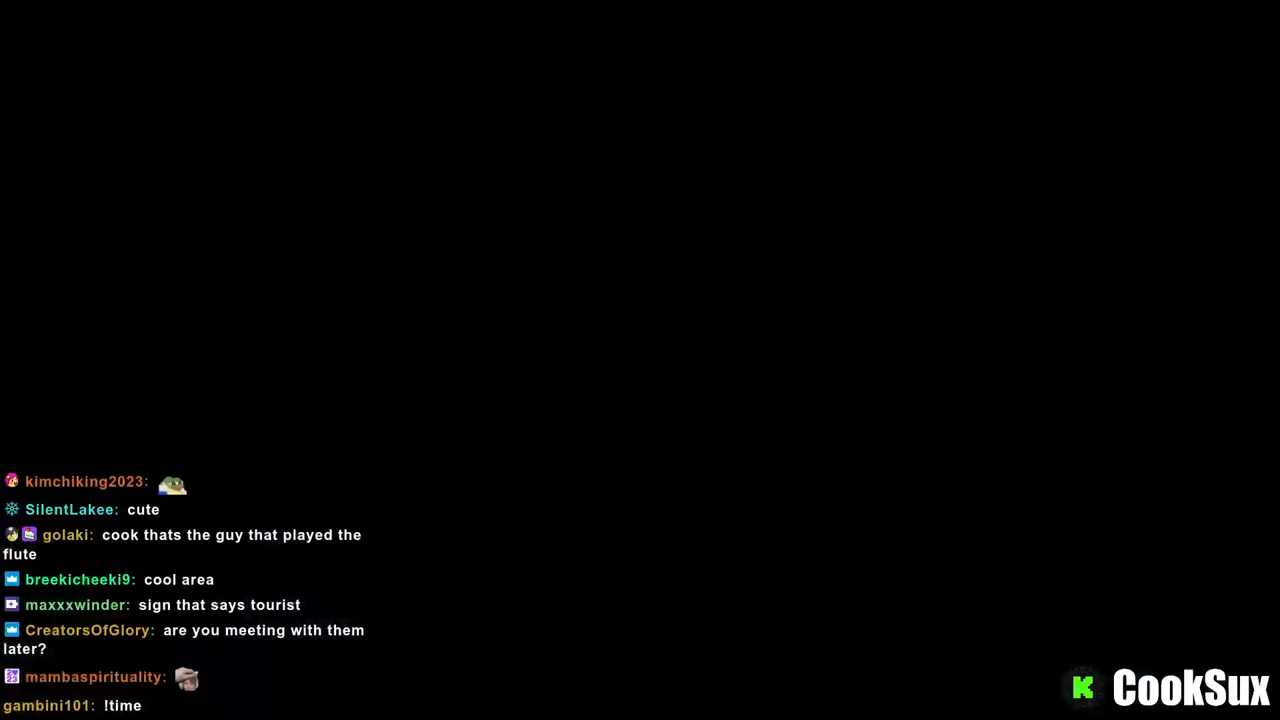 kimchiking2023:
SilentLakee: cute
golaki: cook thats the guy that played the
flute
breekicheeki9: cool area
maxxxwinder: sign that says tourist
CreatorsOfGlory: are you meeting with them
later?
mambaspirituality:
gambini101: !time
K CookSux